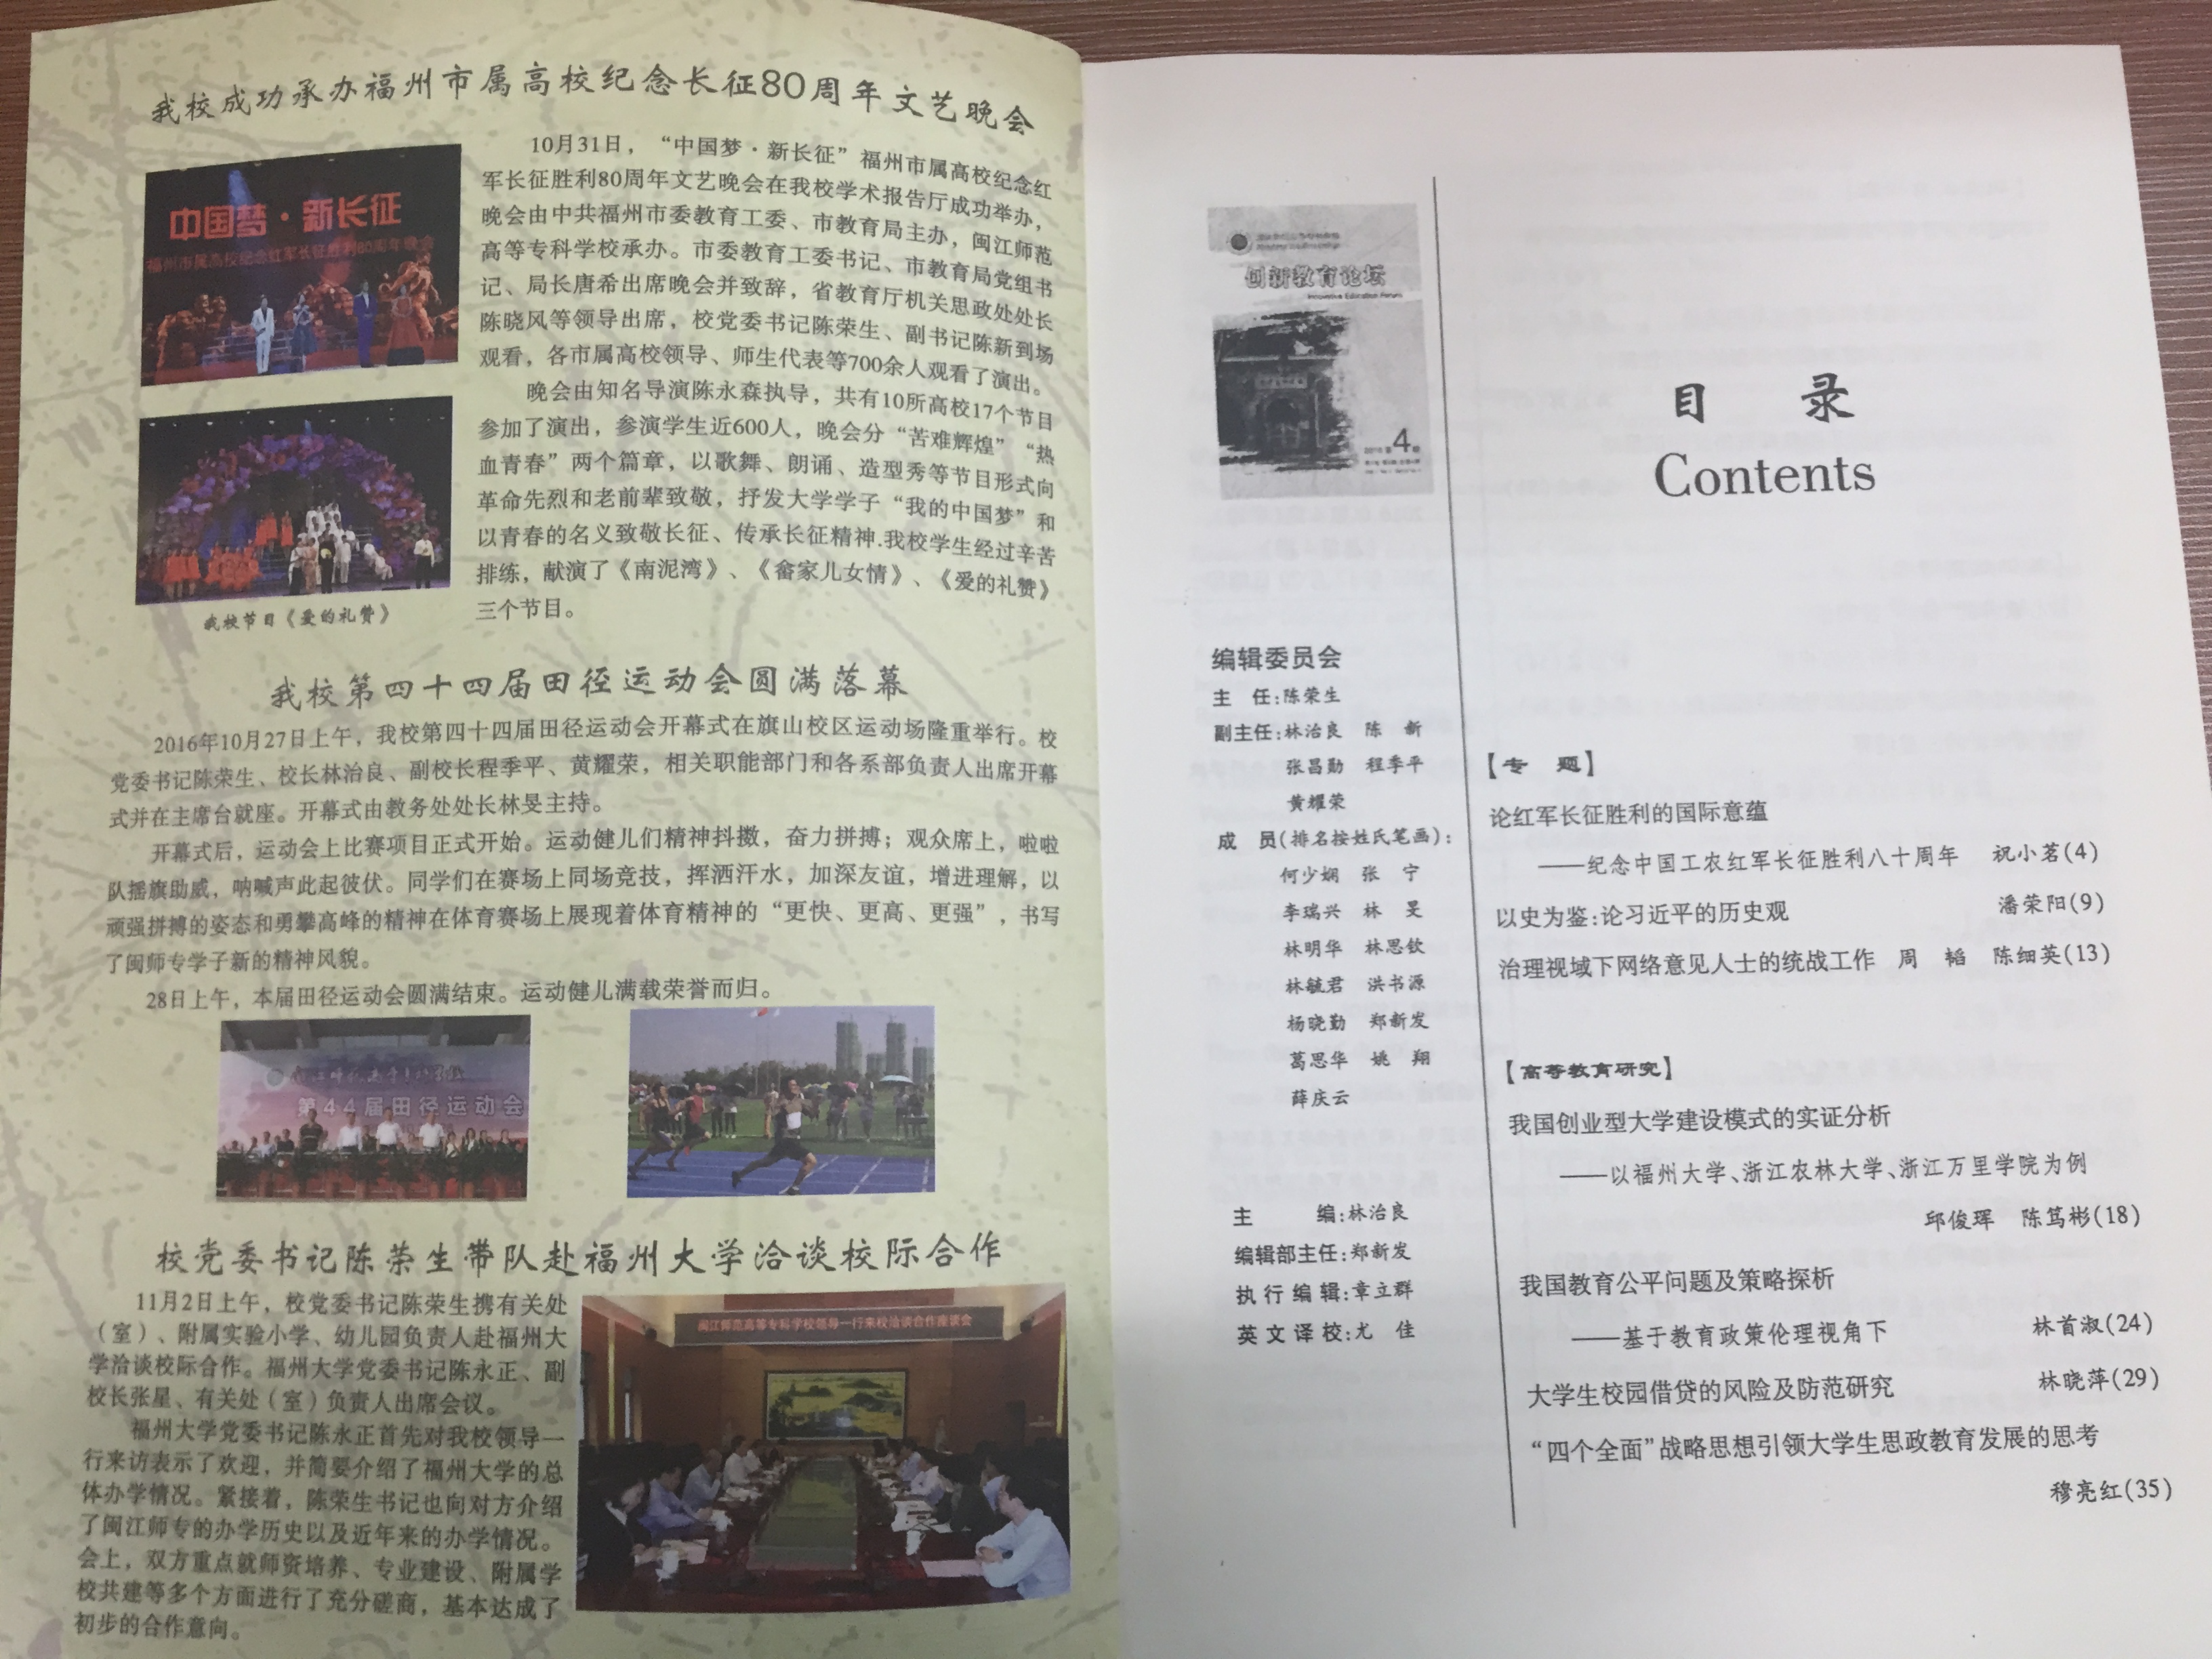 我校成功承办福州市属高校纪念长征80周年文艺晚会
中国梦·新长征
福州市属高校纪念红军长征胜利80周年晚会
我校节目《爱的礼赞》
10月31日，“中国梦·新长征”福州市属高校纪念红
军长征胜利80周年文艺晚会在我校学术报告厅成功举办，
晚会由中共福州市委教育工委、市教育局主办，闽江师范
高等专科学校承办。市委教育工委书记、市教育局党组书
记、局长唐希出席晚会并致辞，省教育厅机关思政处处长
陈晓风等领导出席，校党委书记陈荣生、副书记陈新到场
观看，各市属高校领导、师生代表等700余人观看了演出。
晚会由知名导演陈永森执导，共有10所高校17个节目
参加了演出，参演学生近600人，晚会分“苦难辉煌”“热
血青春”两个篇章，以歌舞、朗诵、造型秀等节目形式向
革命先烈和老前辈致敬，抒发大学学子“我的中国梦”和
以青春的名义致敬长征、传承长征精神.我校学生经过辛苦
排练，献演了《南泥湾》、《畲家儿女情》、《爱的礼赞》
三个节目。
我校第四十四届田径运动会圆满落幕
2016年10月27日上午，我校第四十四届田径运动会开幕式在旗山校区运动场隆重举行。校
党委书记陈荣生、校长林治良、副校长程季平、黄耀荣，相关职能部门和各系部负责人出席开幕
式并在主席台就座。开幕式由教务处处长林旻主持。
开幕式后，运动会上比赛项目正式开始。运动健儿们精神抖擞，奋力拼搏；观众席上，啦啦
队摇旗助威，呐喊声此起彼伏。同学们在赛场上同场竞技，挥洒汗水，加深友谊，增进理解，以
顽强拼搏的姿态和勇攀高峰的精神在体育赛场上展现着体育精神的“更快、更高、更强”，书写
了闽师专学子新的精神风貌。
28日上午，本届田径运动会圆满结束。运动健儿满载荣誉而归。
第44届田径运动会
校党委书记陈荣生带队赴福州大学洽谈校际合作
11月2日上午，校党委书记陈荣生携有关处
（室）、附属实验小学、幼儿园负责人赴福州大
学洽谈校际合作。福州大学党委书记陈永正、副
校长张星、有关处（室）负责人出席会议。
福州大学党委书记陈永正首先对我校领导一
行来访表示了欢迎，并简要介绍了福州大学的总
体办学情况。紧接着，陈荣生书记也向对方介绍
了闽江师专的办学历史以及近年来的办学情况。
会上，双方重点就师资培养、专业建设、附属学
校共建等多个方面进行了充分磋商，基本达成了
初步的合作意向。
闽江师范高等专科学校领导一行来校洽谈合作座谈会
创新教育论坛
Innovative Education Forum
2016 第4期
编辑委员会
主　任:陈荣生
副主任:林治良　陈　新
张昌勋　程季平
黄耀荣
成　员(排名按姓氏笔画):
何少娴　张　宁
李瑞兴　林　旻
林明华　林思钦
林毓君　洪书源
杨晓勤　郑新发
葛思华　姚　翔
薛庆云
主　　编:林治良
编辑部主任:郑新发
执行编辑:章立群
英文译校:尤　佳
目　录
Contents
【专　题】
论红军长征胜利的国际意蕴
——纪念中国工农红军长征胜利八十周年　祝小茗(4)
以史为鉴:论习近平的历史观　潘荣阳(9)
治理视域下网络意见人士的统战工作　周　韬　陈细英(13)
【高等教育研究】
我国创业型大学建设模式的实证分析
——以福州大学、浙江农林大学、浙江万里学院为例
邱俊珲　陈笃彬(18)
我国教育公平问题及策略探析
——基于教育政策伦理视角下　林首淑(24)
大学生校园借贷的风险及防范研究　林晓萍(29)
“四个全面”战略思想引领大学生思政教育发展的思考
穆亮红(35)